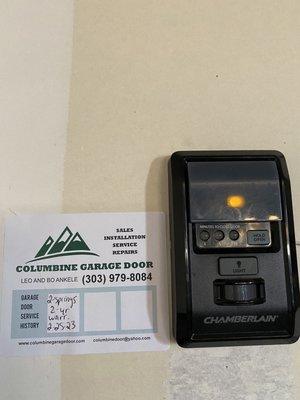 SALES
INSTALLATION
SERVICE
REPAIRS
COLUMBINE GARAGE DOOR
LEO AND BO ANKELE (303) 979-8084
GARAGE
DOOR
SERVICE
HISTORY
2-springs
2-yr
warr.
2-25-23
www.columbinegaragedoor.com columbinedoor@yahoo.com
MINUTES TO CLOSE DOOR
HOLD
OPEN
LIGHT
CHAMBERLAIN